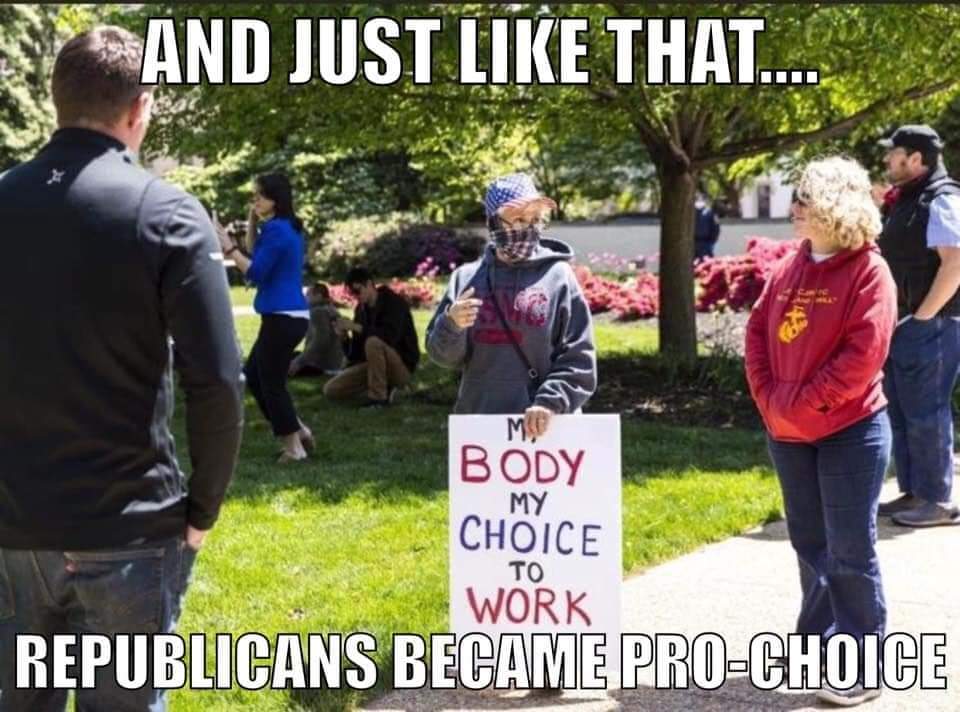 AND JUST LIKE THAT....
MY
BODY
MY
CHOICE
TO
WORK
REPUBLICANS BECAME PRO-CHOICE